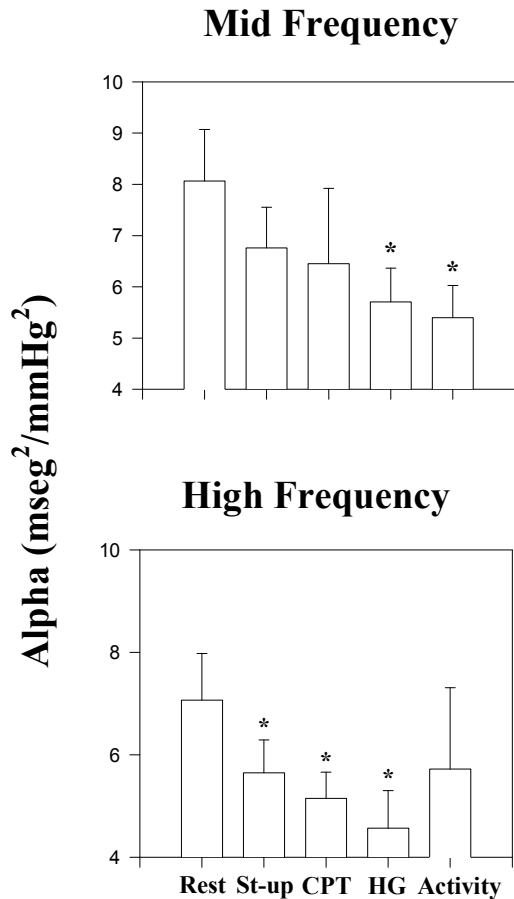 Mid Frequency
10
9
8
7
6
5
4
* *
Alpha (mseg²/mmHg²)
High Frequency
10
8
6
4
* * *
Rest St-up CPT HG Activity